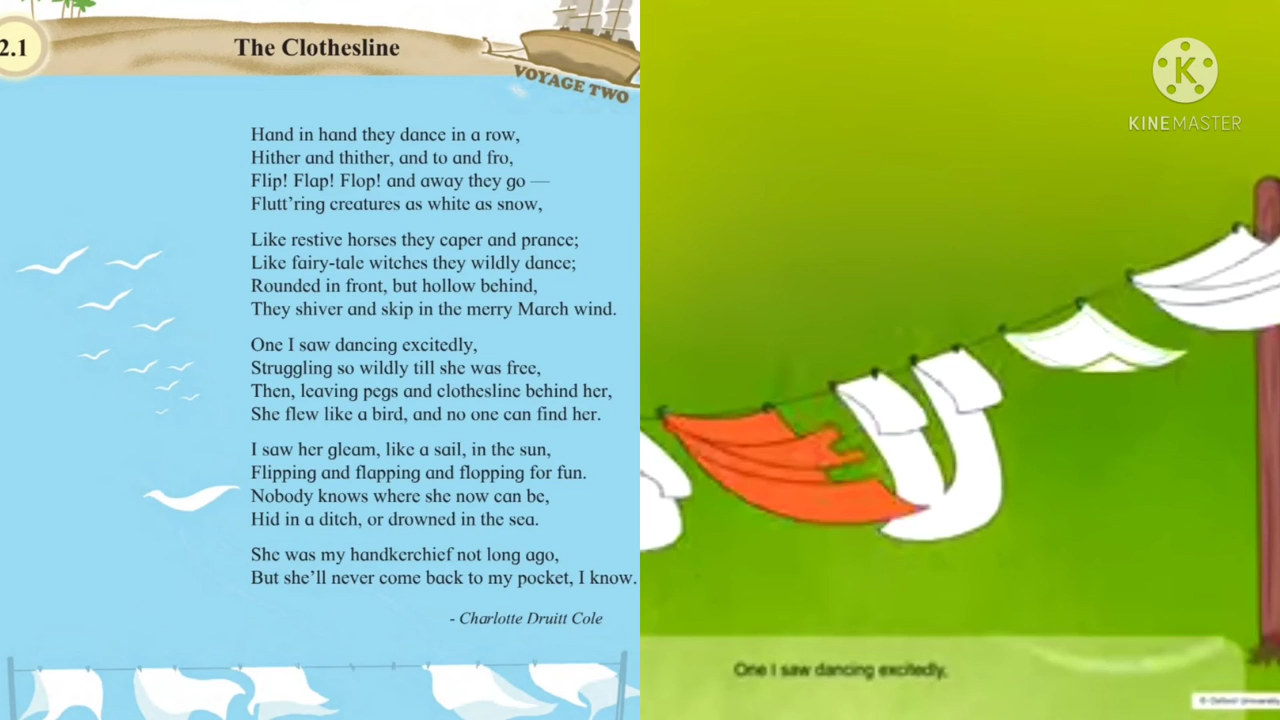 2.1
The Clothesline
VOYAGE TWO
Hand in hand they dance in a row,
Hither and thither, and to and fro,
Flip! Flap! Flop! and away they go —
Flutt'ring creatures as white as snow,
Like restive horses they caper and prance;
Like fairy-tale witches they wildly dance;
Rounded in front, but hollow behind,
They shiver and skip in the merry March wind.
One I saw dancing excitedly,
Struggling so wildly till she was free,
Then, leaving pegs and clothesline behind her,
She flew like a bird, and no one can find her.
I saw her gleam, like a sail, in the sun,
Flipping and flapping and flopping for fun.
Nobody knows where she now can be,
Hid in a ditch, or drowned in the sea.
She was my handkerchief not long ago,
But she'll never come back to my pocket, I know.
- Charlotte Druitt Cole
K
KINEMASTER
One I saw dancing excitedly,
© Oxford University